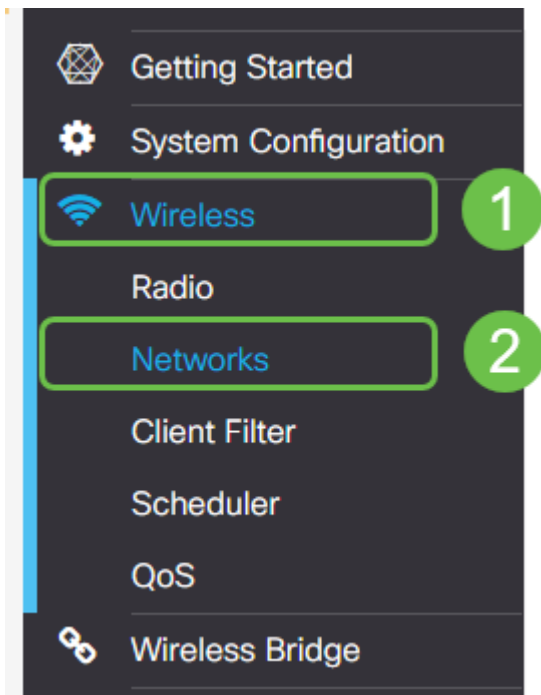 Getting Started
System Configuration
Wireless
1
Radio
Networks
2
Client Filter
Scheduler
QoS
Wireless Bridge